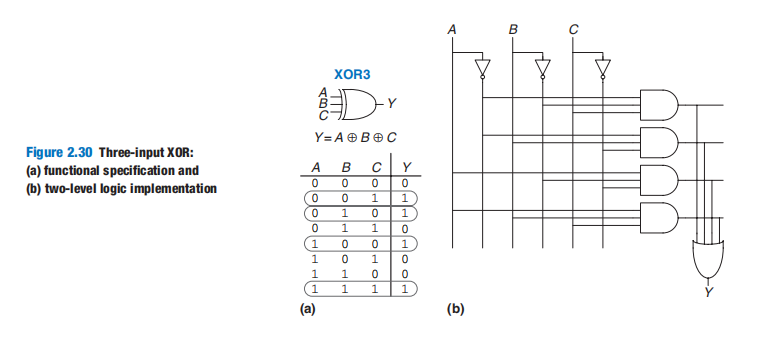 Figure 2.30 Three-input XOR:
(a) functional specification and
(b) two-level logic implementation
XOR3
A
B
C
Y
Y = A ⊕ B ⊕ C
A B C Y
0 0 0 0
0 0 1 1
0 1 0 1
0 1 1 0
1 0 0 1
1 0 1 0
1 1 0 0
1 1 1 1
(a)
A B C
Y
(b)